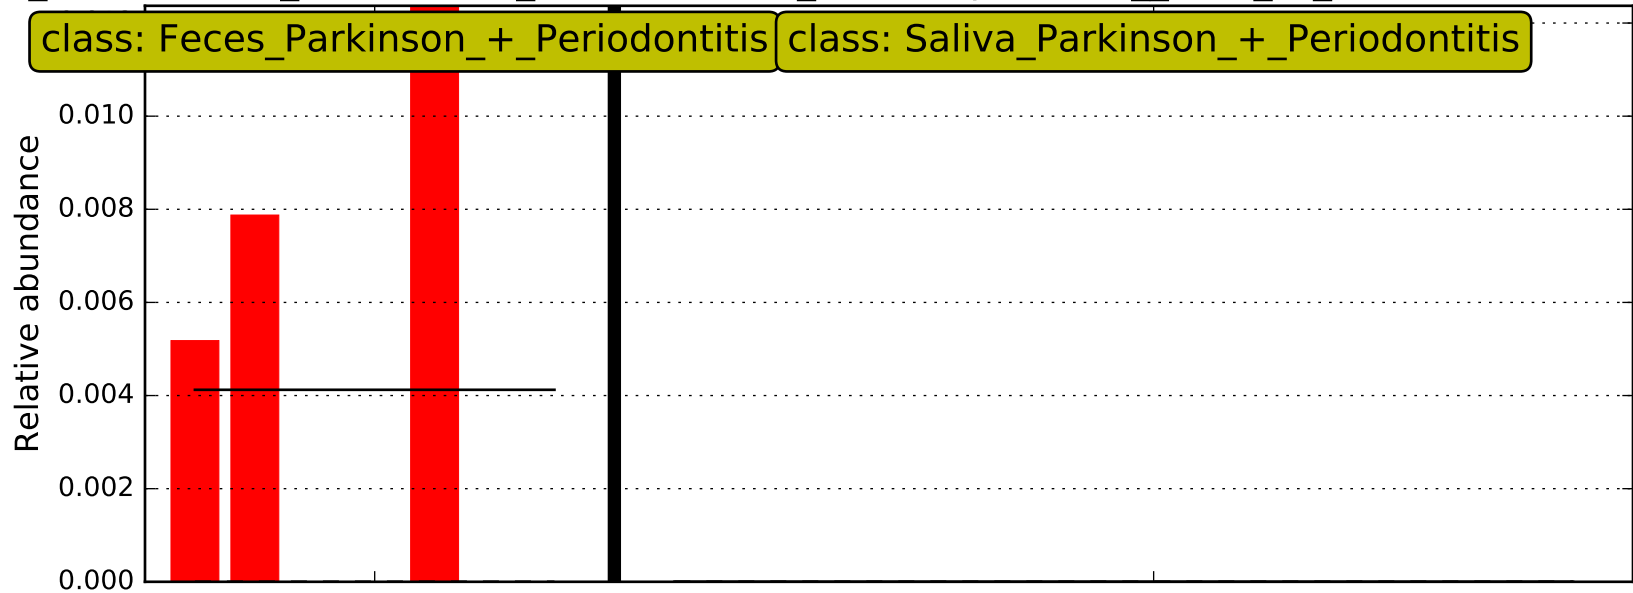 class: Feces_Parkinson_+_Periodontitis
class: Saliva_Parkinson_+_Periodontitis
0.010
0.008
0.006
0.004
0.002
0.000
Relative abundance